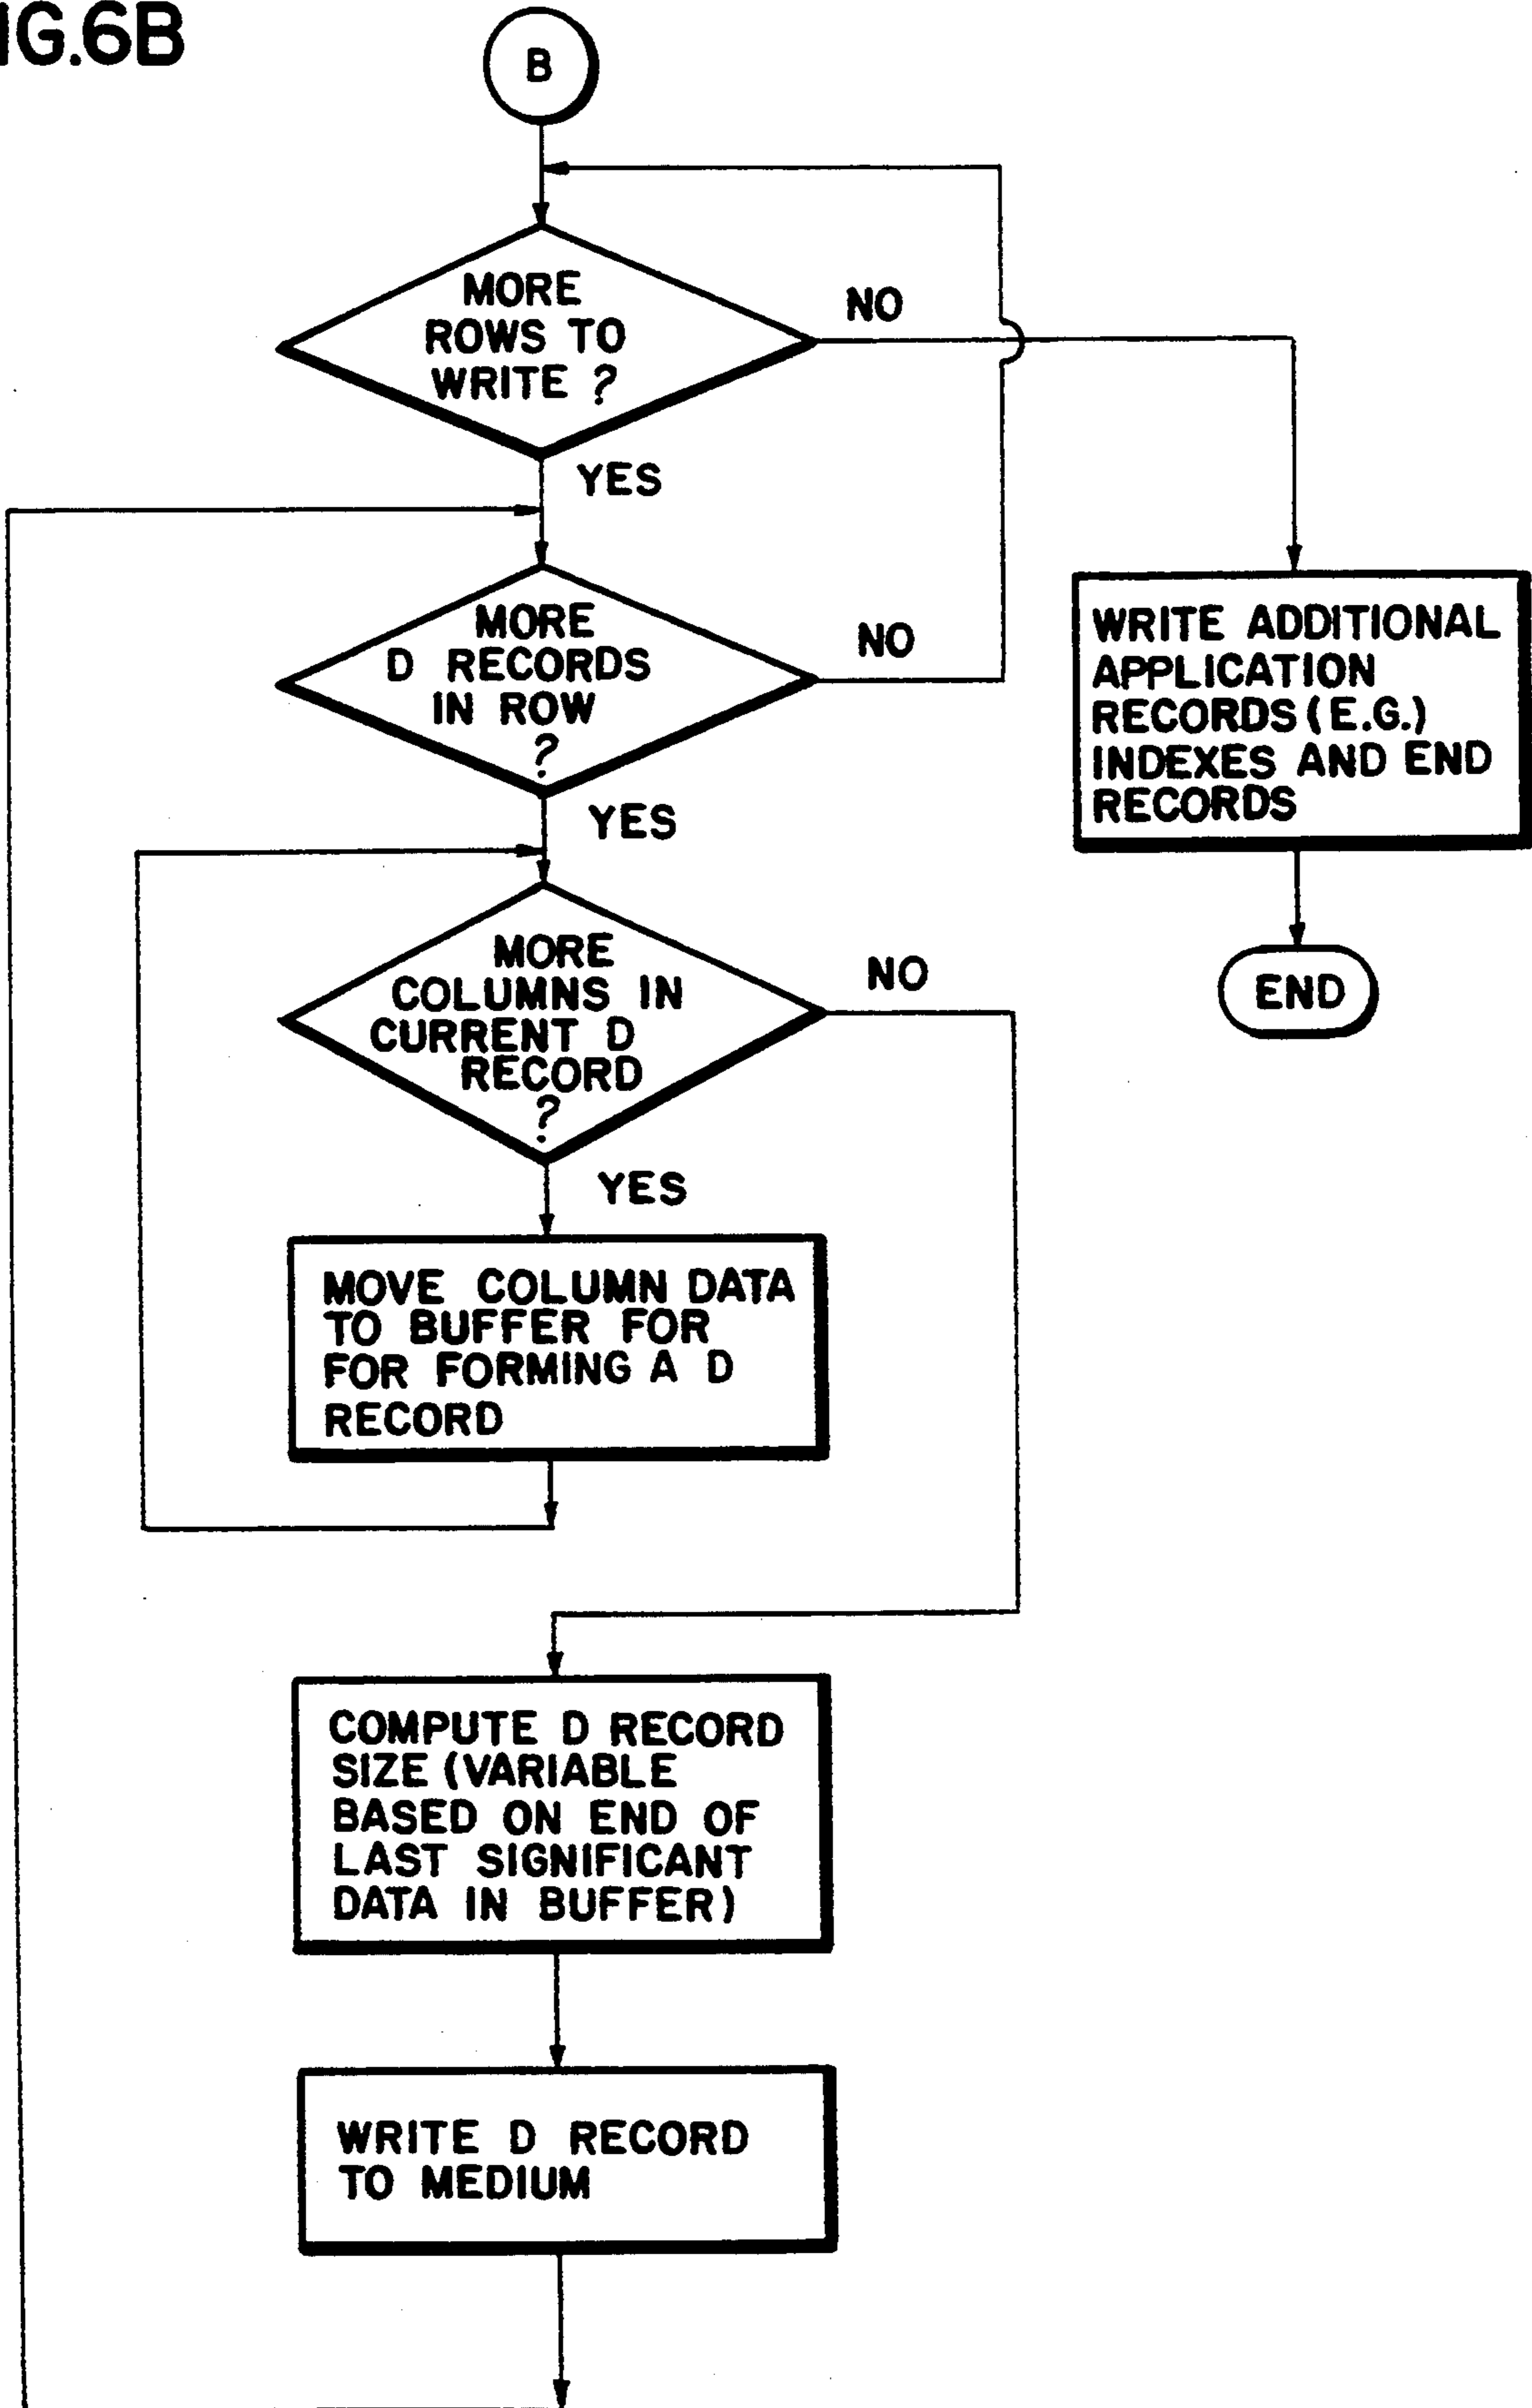 IG.6B
B
MORE
ROWS TO
WRITE ?
NO
YES
MORE
D RECORDS
IN ROW
?
NO
YES
WRITE ADDITIONAL
APPLICATION
RECORDS (E.G.)
INDEXES AND END
RECORDS
END
MORE
COLUMNS IN
CURRENT D
RECORD
?
NO
YES
MOVE COLUMN DATA
TO BUFFER FOR
FOR FORMING A D
RECORD
COMPUTE D RECORD
SIZE (VARIABLE
BASED ON END OF
LAST SIGNIFICANT
DATA IN BUFFER)
WRITE D RECORD
TO MEDIUM